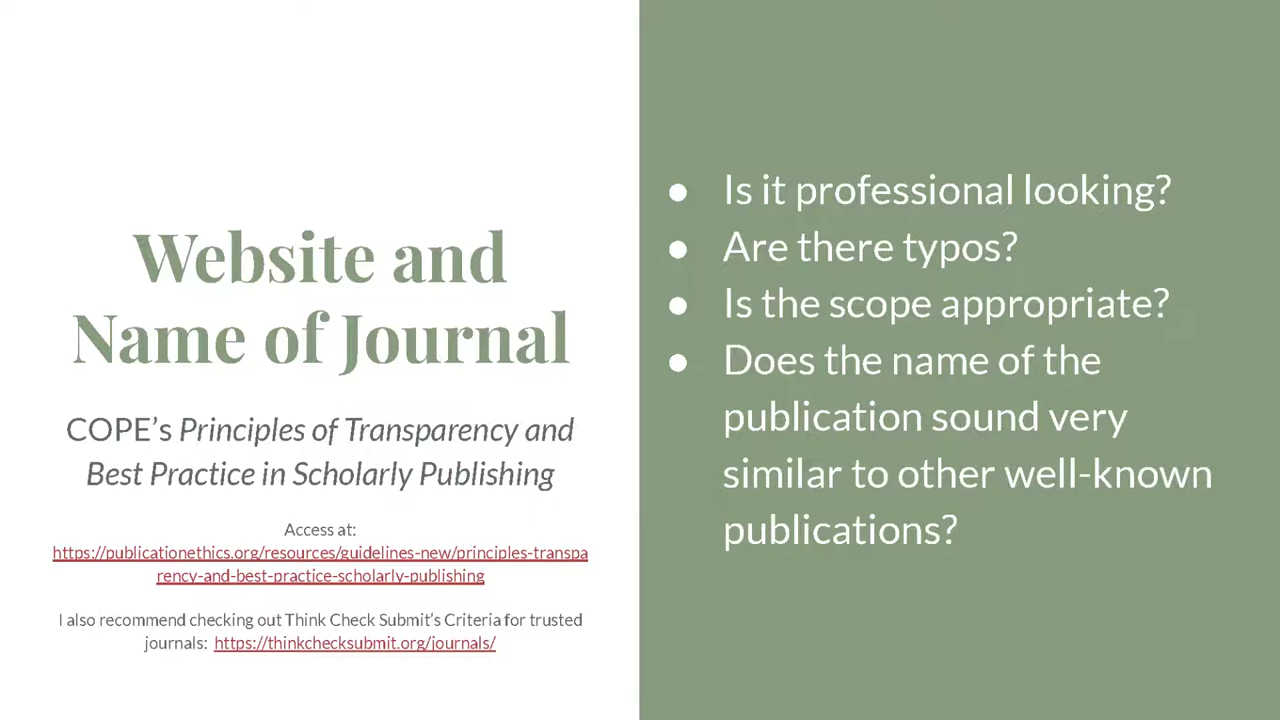 Website and
Name of Journal
COPE’s Principles of Transparency and
Best Practice in Scholarly Publishing
Access at:
https://publicationethics.org/resources/guidelines-new/principles-transpa
rency-and-best-practice-scholarly-publishing
I also recommend checking out Think Check Submit’s Criteria for trusted
journals: https://thinkchecksubmit.org/journals/
● Is it professional looking?
● Are there typos?
● Is the scope appropriate?
● Does the name of the
publication sound very
similar to other well-known
publications?